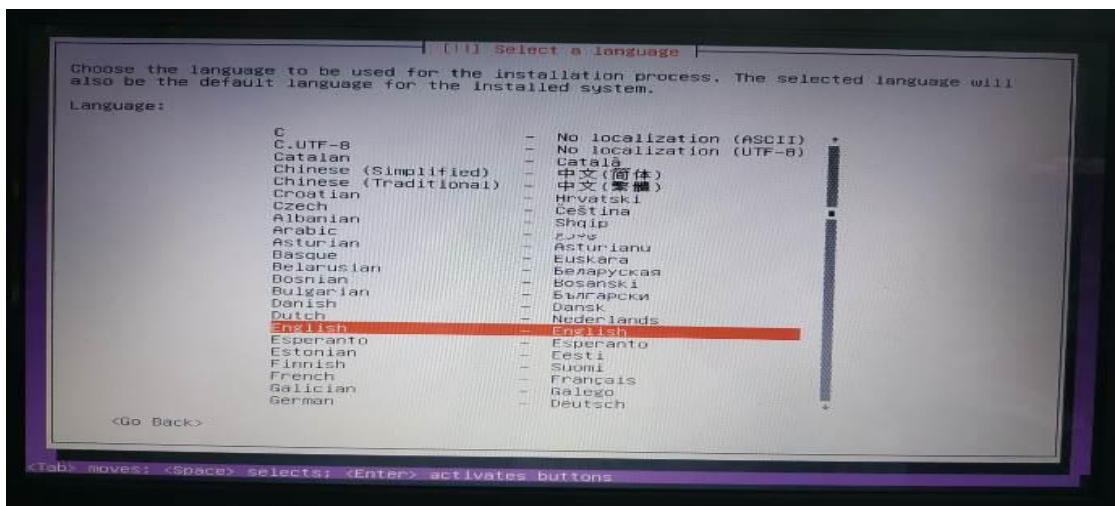 [!!] Select a language
Choose the language to be used for the installation process. The selected language will
also be the default language for the installed system.
Language:
C - No localization (ASCII)
C.UTF-8 - No localization (UTF-8)
Catalan - Català
Chinese (Simplified) - 中文(简体)
Chinese (Traditional) - 中文(繁體)
Croatian - Hrvatski
Czech - Čeština
Albanian - Shqip
Arabic - عربي
Asturian - Asturianu
Basque - Euskara
Belarusian - Беларуская
Bosnian - Bosanski
Bulgarian - Български
Danish - Dansk
Dutch - Nederlands
English - English
Esperanto - Esperanto
Estonian - Eesti
Finnish - Suomi
French - Français
Galician - Galego
German - Deutsch
<Go Back>
<Tab> moves; <Space> selects; <Enter> activates buttons